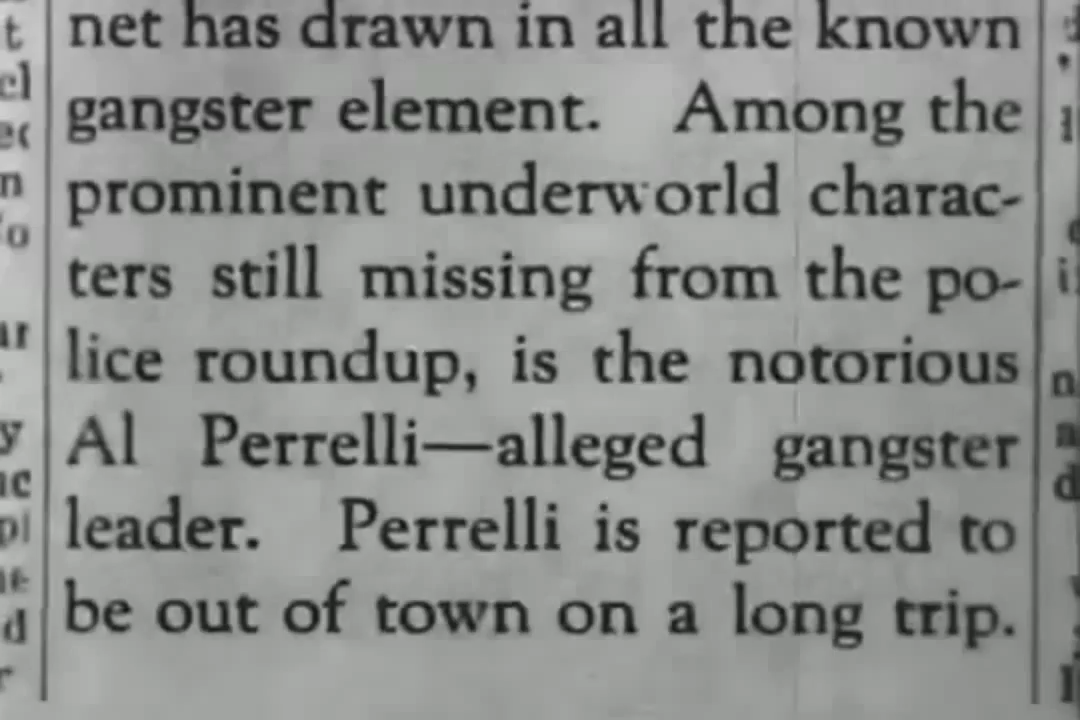 net has drawn in all the known
gangster element. Among the
prominent underworld charac-
ters still missing from the po-
lice roundup, is the notorious
Al Perrelli—alleged gangster
leader. Perrelli is reported to
be out of town on a long trip.